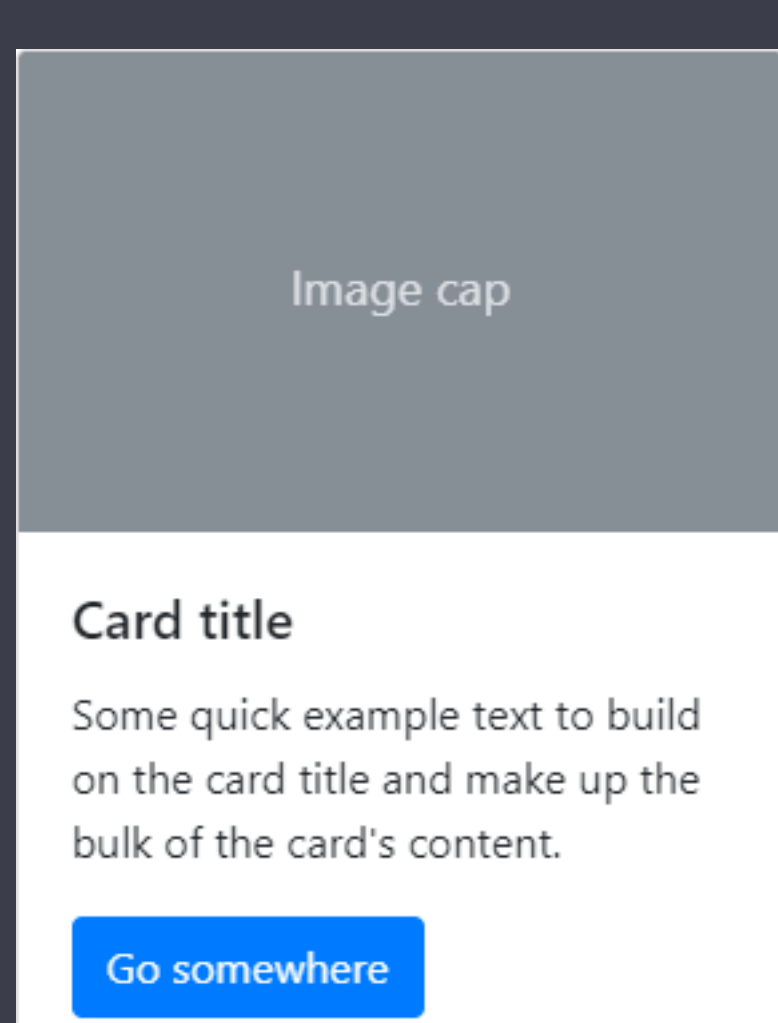 Image cap
Card title
Some quick example text to build
on the card title and make up the
bulk of the card's content.
Go somewhere